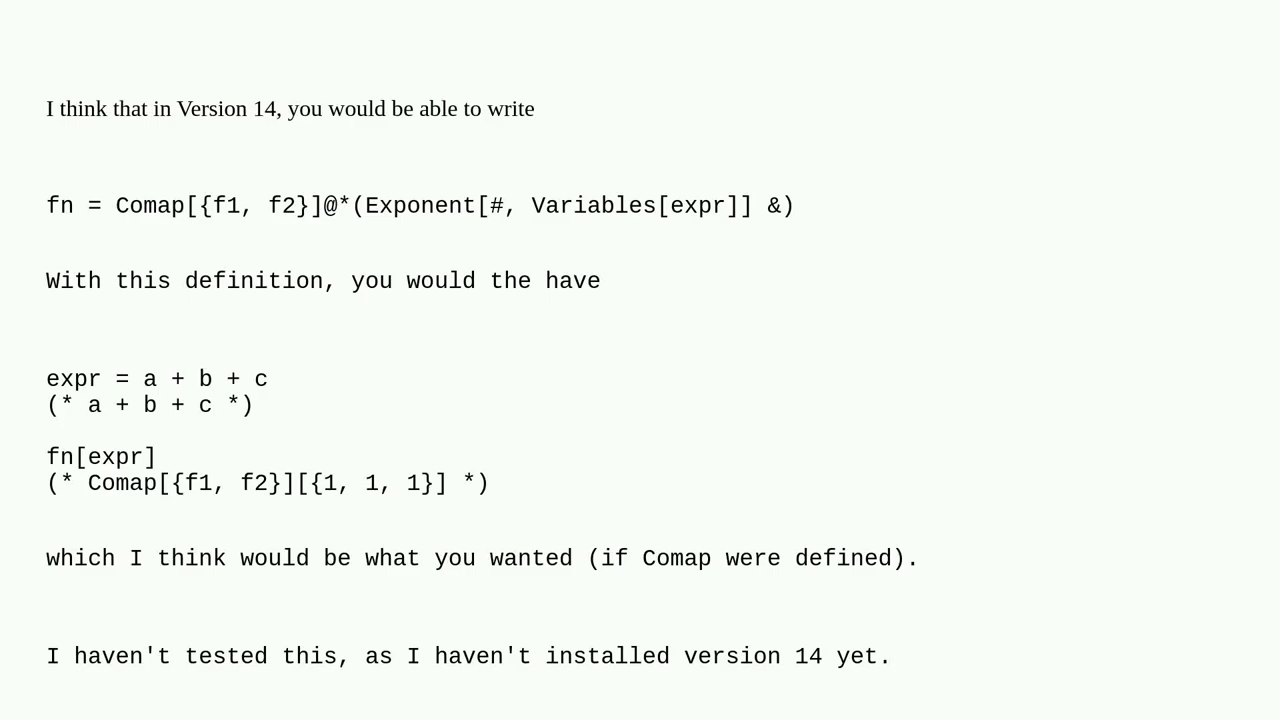 I think that in Version 14, you would be able to write
fn = Comap[{f1, f2}]@*(Exponent[#, Variables[expr]] &)
With this definition, you would the have
expr = a + b + c
(* a + b + c *)
fn[expr]
(* Comap[{f1, f2}][{1, 1, 1}] *)
which I think would be what you wanted (if Comap were defined).
I haven't tested this, as I haven't installed version 14 yet.